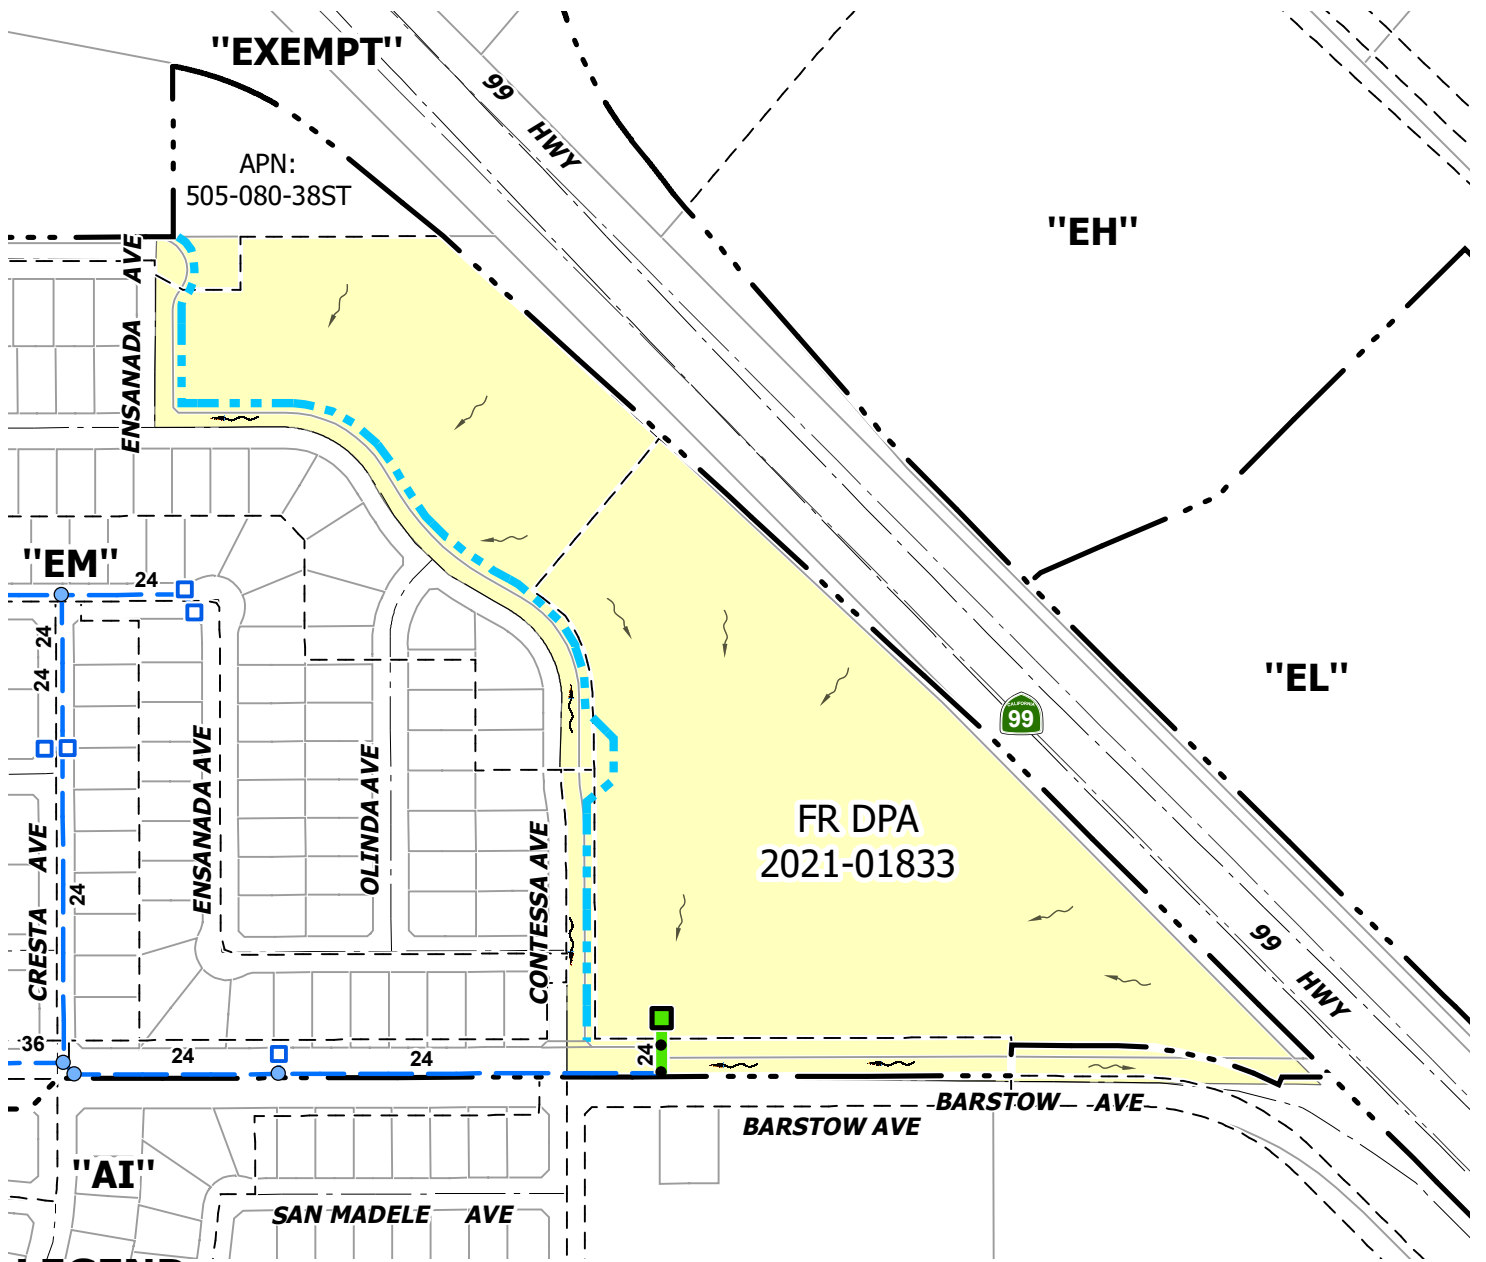 "EXEMPT"
99 HWY
APN:
505-080-38ST
"EH"
ENSANADA AVE
"EM"
24
24
24
"EL"
CALIFORNIA
99
ENSANADA AVE
OLINDA AVE
FR DPA
2021-01833
CONTESSA AVE
CRESTA AVE
24
99 HWY
36
24
24
24
BARSTOW AVE
BARSTOW AVE
"AI"
SAN MADELE AVE
LEGEND